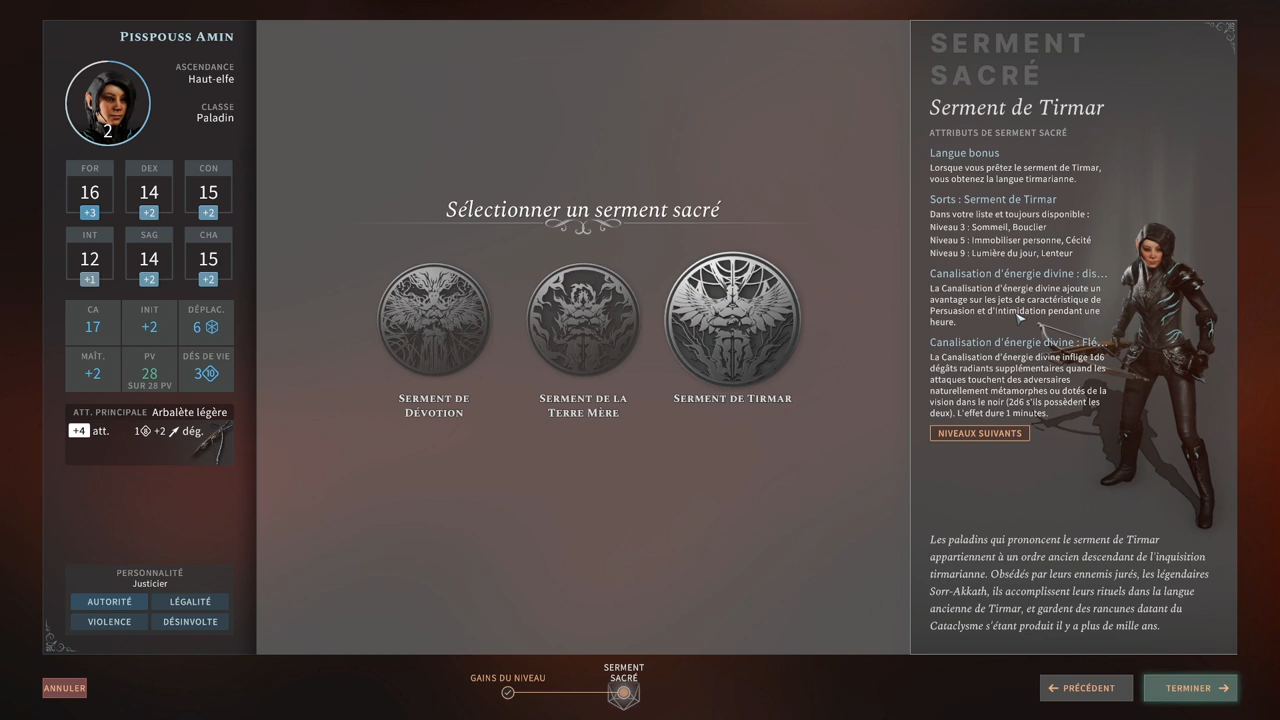 Pisspouss Amin
ASCENDANCE
Haut-elfe
CLASSE
Paladin
2
FOR
DEX
CON
16
14
15
+3
+2
+2
INT
SAG
CHA
12
14
15
+1
+2
+2
CA
INIT
DÉPLAC.
17
+2
6
MAÎT.
PV
DÉS DE VIE
+2
28
3 10
SUR 28 PV
ATT. PRINCIPALE Arbalète légère
+4 att. 1 8 +2 dég.
PERSONNALITÉ
Justicier
AUTORITÉ
LÉGALITÉ
VIOLENCE
DÉSINVOLTE
Sélectionner un serment sacré
Serment de
Dévotion
Serment de la
Terre Mère
Serment de Tirmar
SERMENT
SACRÉ
Serment de Tirmar
ATTRIBUTS DE SERMENT SACRÉ
Langue bonus
Lorsque vous prêtez le serment de Tirmar,
vous obtenez la langue tirmarianne.
Sorts : Serment de Tirmar
Dans votre liste et toujours disponible :
Niveau 3 : Sommeil, Bouclier
Niveau 5 : Immobiliser personne, Cécité
Niveau 9 : Lumière du jour, Lenteur
Canalisation d'énergie divine : dis...
La Canalisation d'énergie divine ajoute un
avantage sur les jets de caractéristique de
Persuasion et d'Intimidation pendant une
heure.
Canalisation d'énergie divine : Flé...
La Canalisation d'énergie divine inflige 1d6
dégâts radiants supplémentaires quand les
attaques touchent des adversaires
naturellement métamorphes ou dotés de la
vision dans le noir (2d6 s'ils possèdent les
deux). L'effet dure 1 minutes.
NIVEAUX SUIVANTS
Les paladins qui prononcent le serment de Tirmar
appartiennent à un ordre ancien descendant de l'inquisition
tirmarianne. Obsédés par leurs ennemis jurés, les légendaires
Sorr-Akkath, ils accomplissent leurs rituels dans la langue
ancienne de Tirmar, et gardent des rancunes datant du
Cataclysme s'étant produit il y a plus de mille ans.
ANNULER
GAINS DU NIVEAU
SERMENT
SACRÉ
PRÉCÉDENT
TERMINER